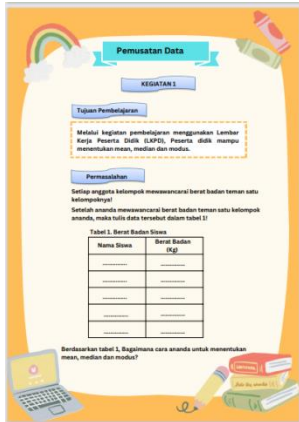 Pemusatan Data
KEGIATAN 1
Tujuan Pembelajaran
Melalui kegiatan pembelajaran menggunakan Lembar
Kerja Peserta Didik (LKPD), Peserta didik mampu
menentukan mean, median dan modus.
Permasalahan
Setiap anggota kelompok mewawancarai berat badan teman satu
kelompoknya!
Setelah ananda mewawancarai berat badan teman satu kelompok
ananda, maka tulis data tersebut dalam tabel 1!
Tabel 1. Berat Badan Siswa
Nama Siswa Berat Badan
(Kg)
............... ...............
............... ...............
............... ...............
............... ...............
............... ...............
Berdasarkan tabel 1, Bagaimana cara ananda untuk menentukan
mean, median dan modus?